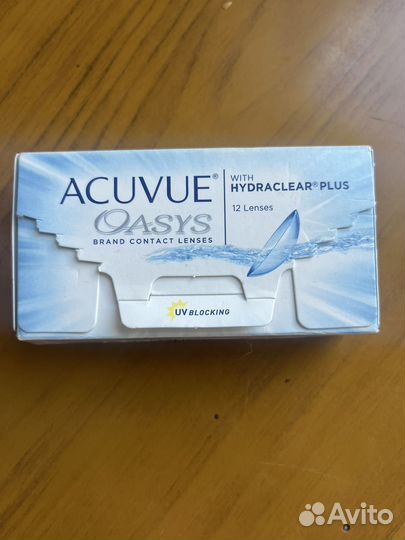 ACUVUE®
OASYS
BRAND CONTACT LENSES
WITH
HYDRACLEAR® PLUS
12 Lenses
UV BLOCKING
Avito